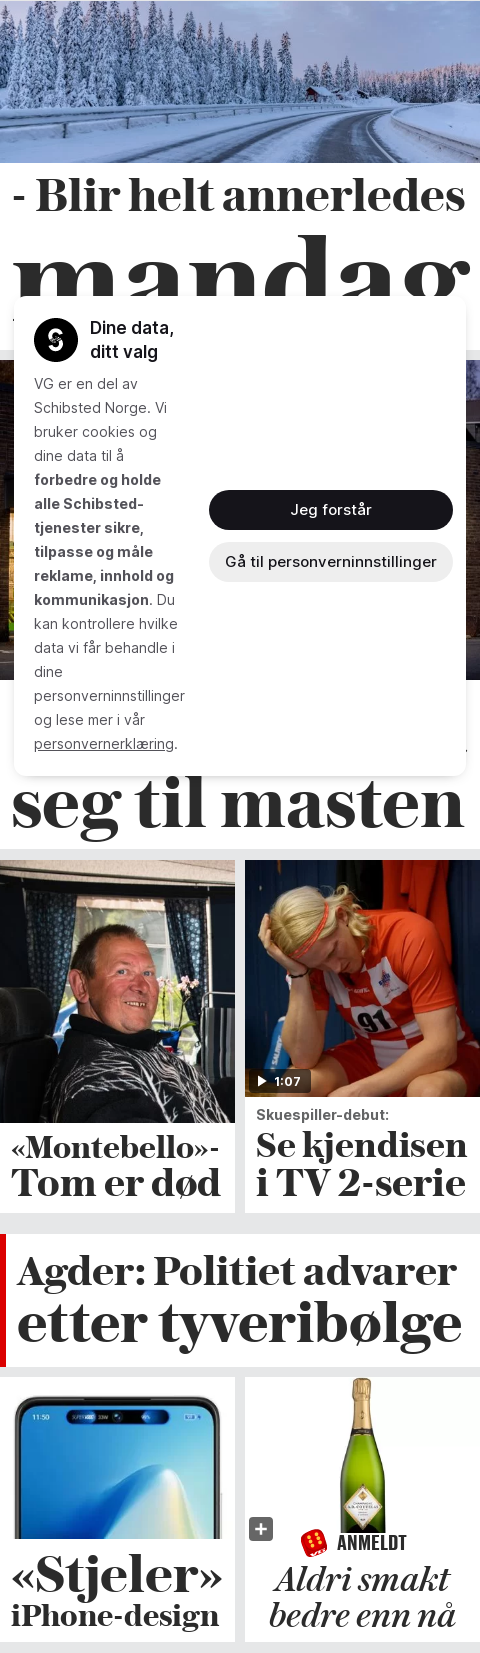 - Blir helt annerledes
mandag
Dine data,
ditt valg
VG er en del av
Schibsted Norge. Vi
bruker cookies og
dine data til å
forbedre og holde
alle Schibsted-
tjenester sikre,
tilpasse og måle
reklame, innhold og
kommunikasjon. Du
kan kontrollere hvilke
data vi får behandle i
dine
personverninnstillinger
og lese mer i vår
personvernerklæring.
Jeg forstår
Gå til personverninnstillinger
seg til masten
91
1:07
«Montebello»-
Tom er død
Skuespiller-debut:
Se kjendisen
i TV 2-serie
Agder: Politiet advarer
etter tyveribølge
11:50
«Stjeler»
iPhone-design
ANMELDT
Aldri smakt
bedre enn nå